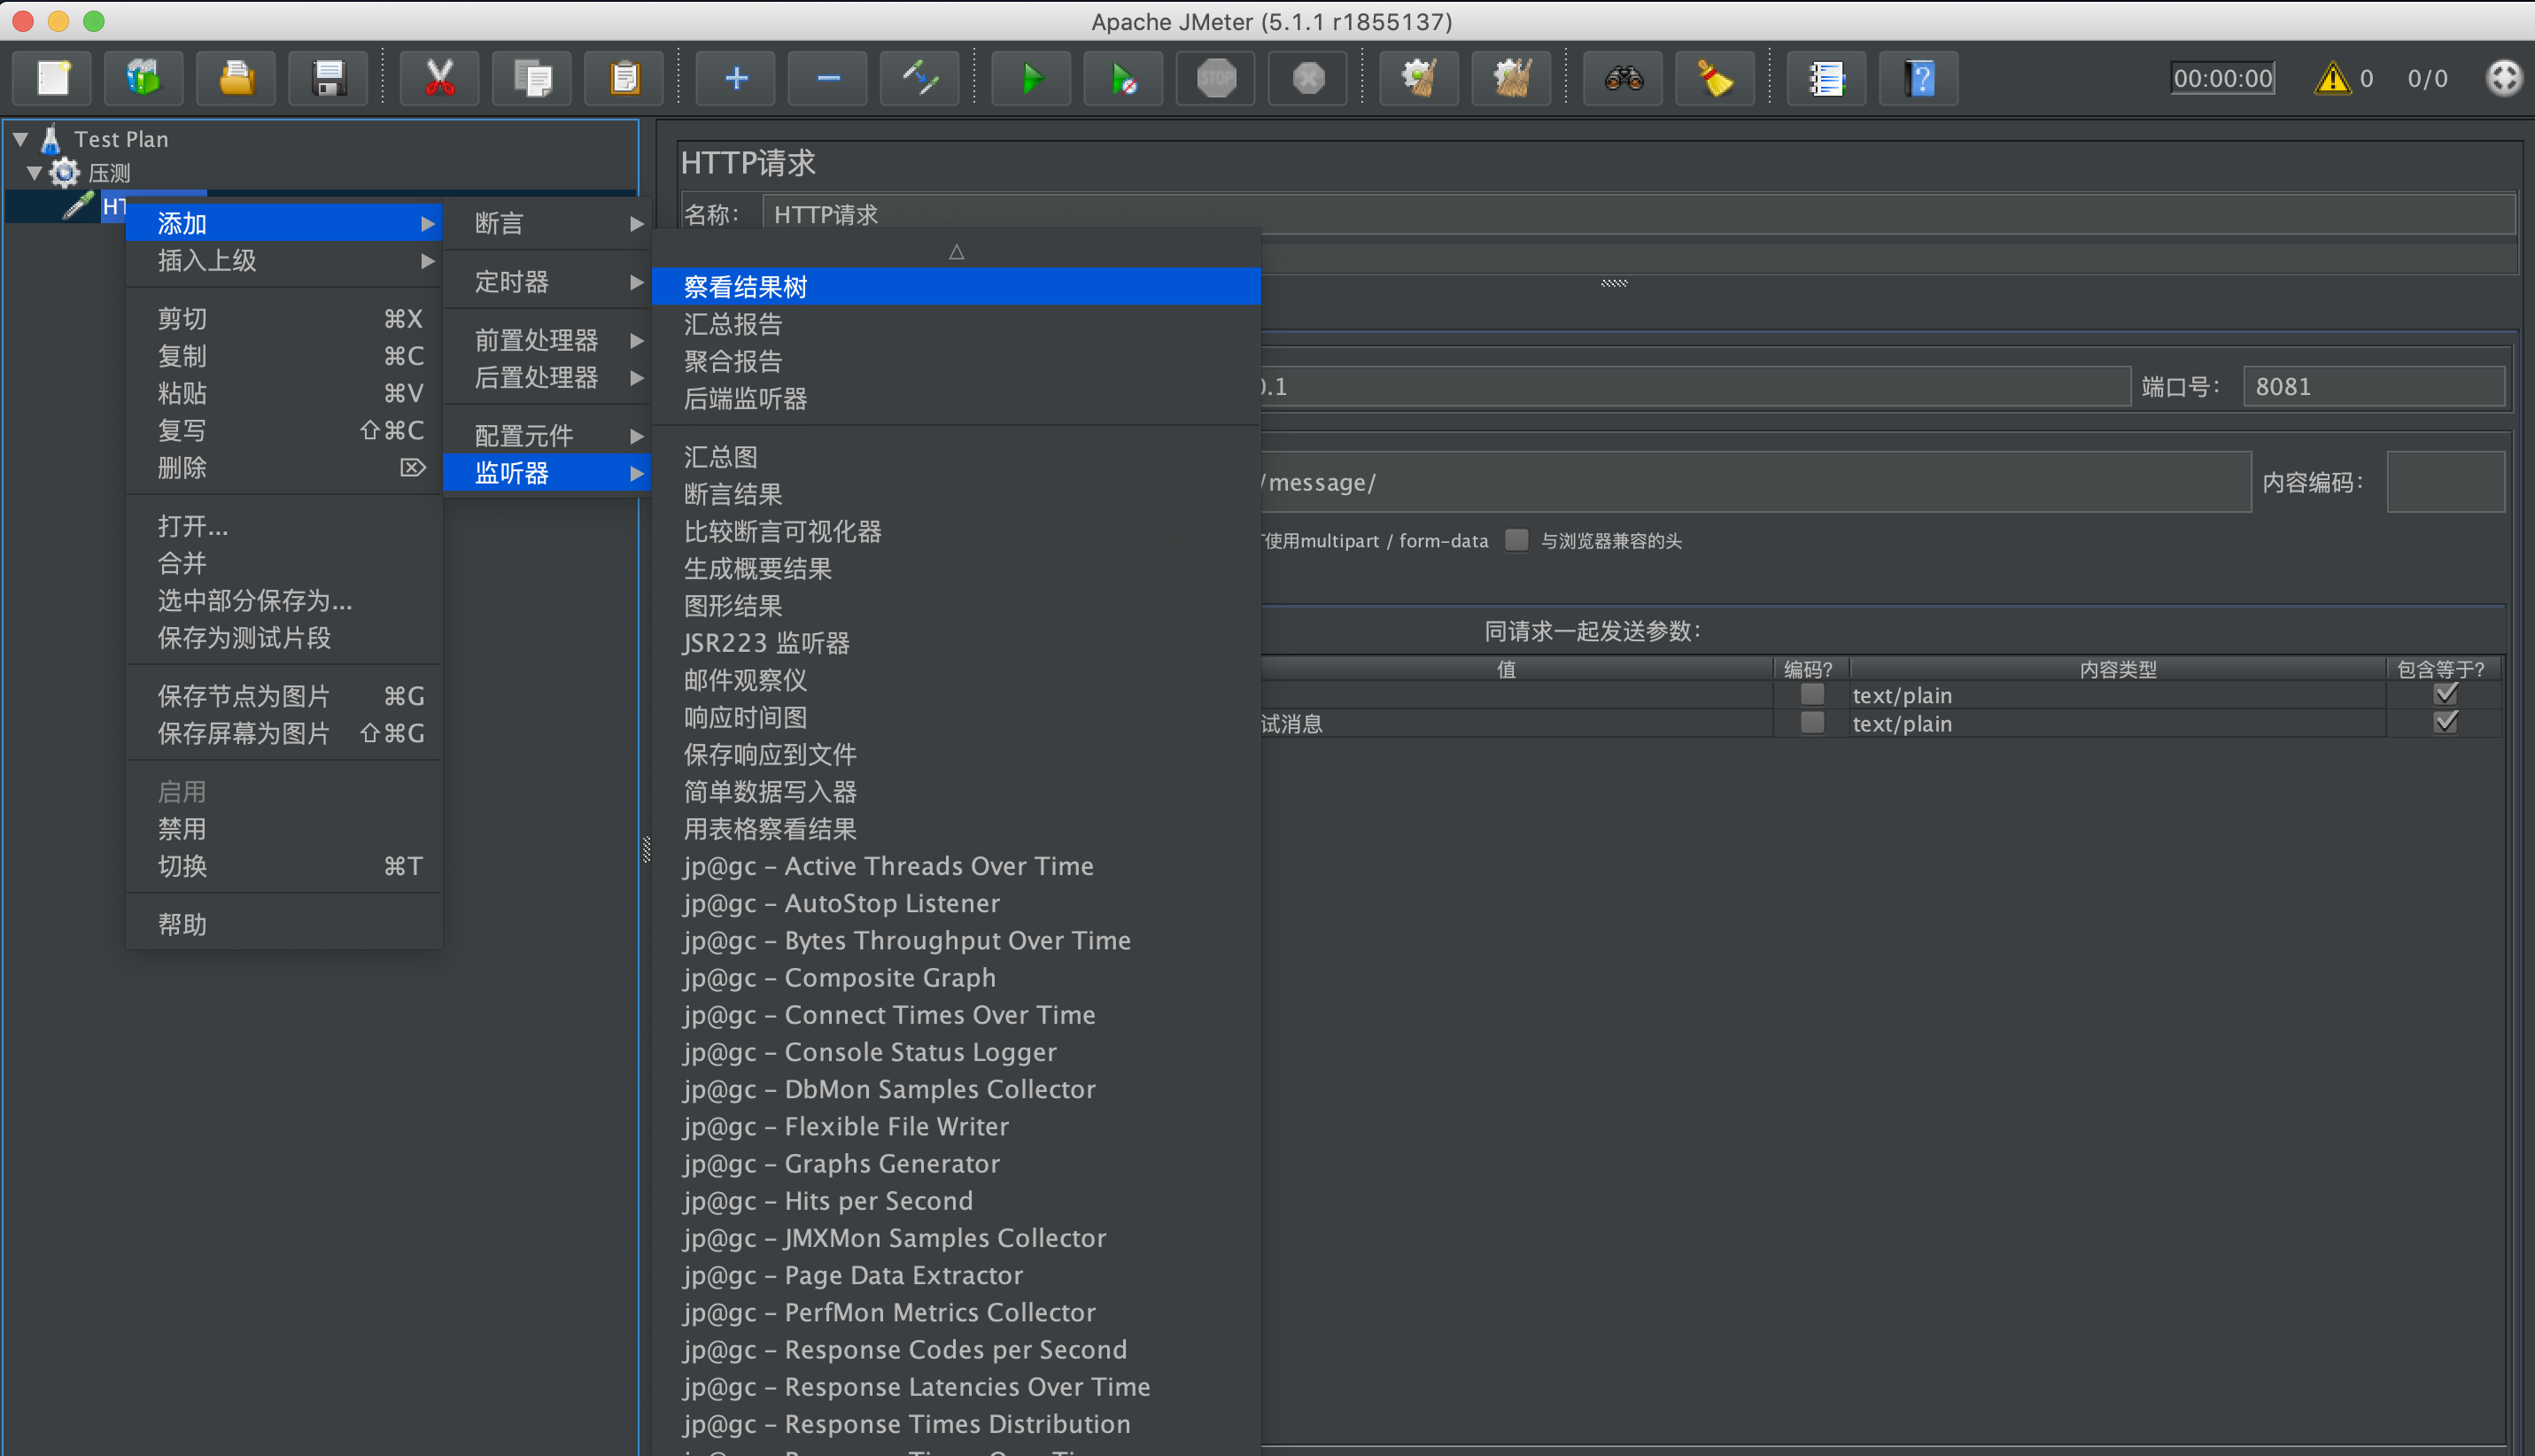 Apache JMeter (5.1.1 r1855137)
STOP
00:00:00
0
0/0
Test Plan
压测
HT
添加
插入上级
剪切 ⌘X
复制 ⌘C
粘贴 ⌘V
复写 ⇧⌘C
删除 ⌦
打开...
合并
选中部分保存为...
保存为测试片段
保存节点为图片 ⌘G
保存屏幕为图片 ⇧⌘G
启用
禁用
切换 ⌘T
帮助
断言
定时器
前置处理器
后置处理器
配置元件
监听器
察看结果树
汇总报告
聚合报告
后端监听器
汇总图
断言结果
比较断言可视化器
生成概要结果
图形结果
JSR223 监听器
邮件观察仪
响应时间图
保存响应到文件
简单数据写入器
用表格察看结果
jp@gc - Active Threads Over Time
jp@gc - AutoStop Listener
jp@gc - Bytes Throughput Over Time
jp@gc - Composite Graph
jp@gc - Connect Times Over Time
jp@gc - Console Status Logger
jp@gc - DbMon Samples Collector
jp@gc - Flexible File Writer
jp@gc - Graphs Generator
jp@gc - Hits per Second
jp@gc - JMXMon Samples Collector
jp@gc - Page Data Extractor
jp@gc - PerfMon Metrics Collector
jp@gc - Response Codes per Second
jp@gc - Response Latencies Over Time
jp@gc - Response Times Distribution
HTTP请求
名称： HTTP请求
0.1 端口号： 8081
/message/ 内容编码：
使用multipart / form-data 与浏览器兼容的头
同请求一起发送参数：
值 编码? 内容类型 包含等于?
text/plain
试消息 text/plain